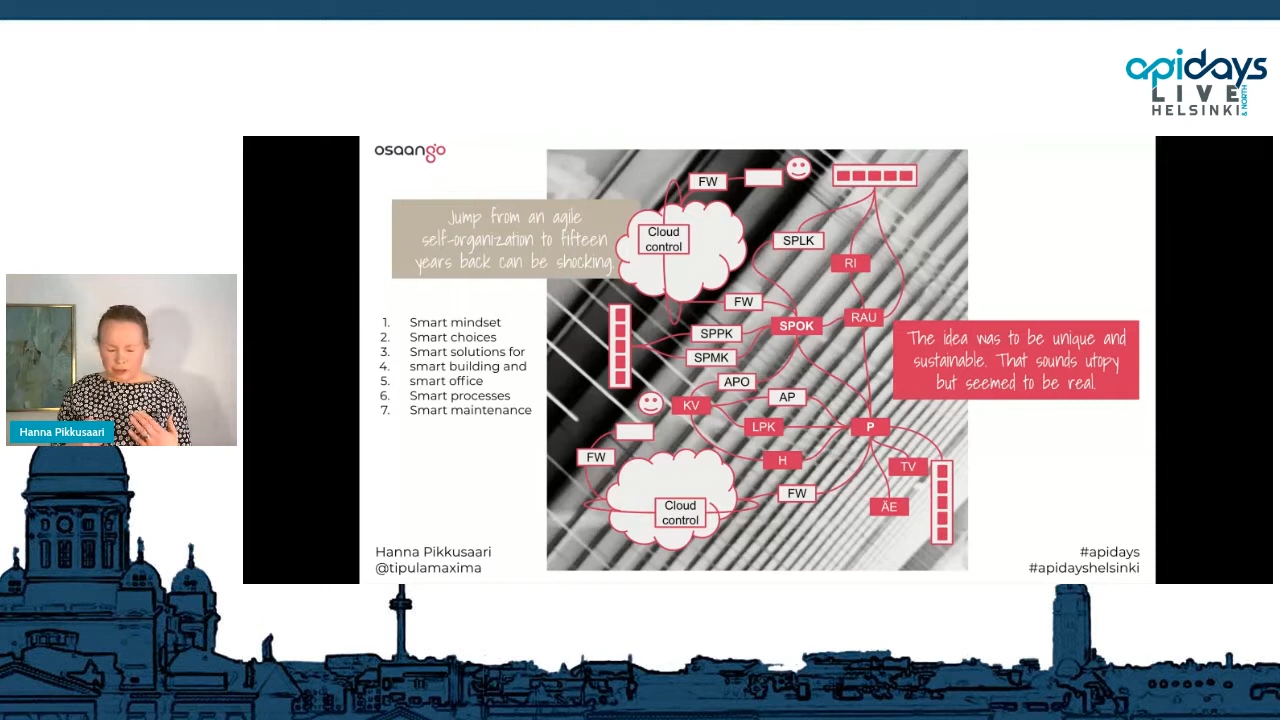 apidays
LIVE
HELSINKI
& NORTH
osaango
Jump from an agile
self-organization to fifteen
years back can be shocking.
1. Smart mindset
2. Smart choices
3. Smart solutions for
4. smart building and
5. smart office
6. Smart processes
7. Smart maintenance
FW
Cloud
control
SPLK
RI
FW
SPOK
RAU
SPPK
SPMK
APO
KV
AP
LPK
P
H
FW
TV
FW
ÄE
Cloud
control
The idea was to be unique and
sustainable. That sounds utopy
but seemed to be real.
Hanna Pikkusaari
Hanna Pikkusaari
@tipulamaxima
#apidays
#apidayshelsinki